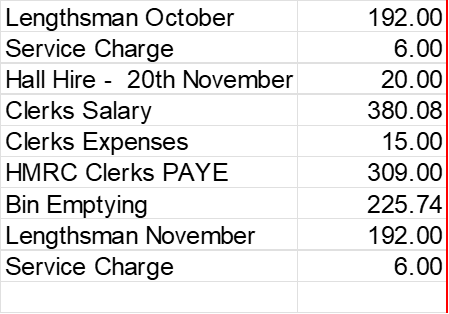 Lengthsman October 192.00
Service Charge 6.00
Hall Hire -  20th November 20.00
Clerks Salary 380.08
Clerks Expenses 15.00
HMRC Clerks PAYE 309.00
Bin Emptying 225.74
Lengthsman November 192.00
Service Charge 6.00